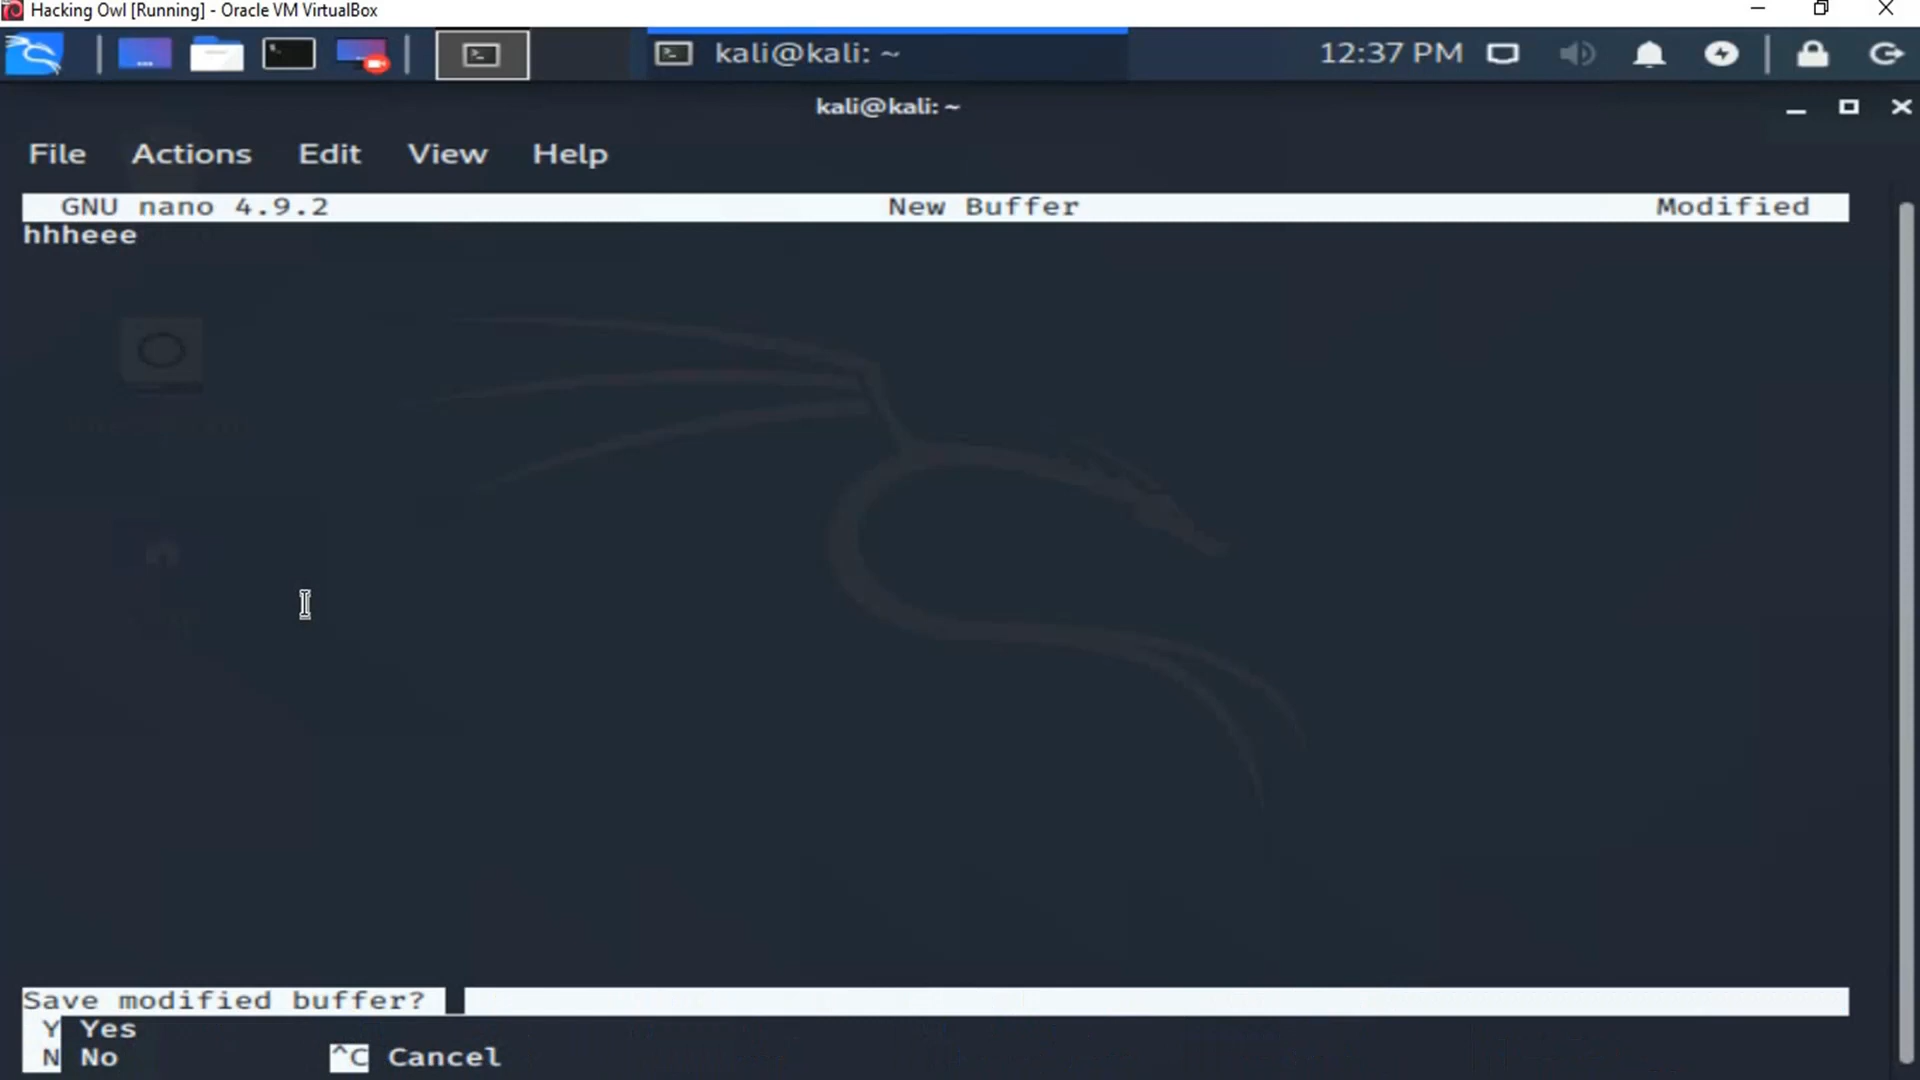 Hacking Owl [Running] - Oracle VM VirtualBox
kali@kali: ~
12:37 PM
kali@kali: ~
File Actions Edit View Help
GNU nano 4.9.2 New Buffer Modified
hhheee
Save modified buffer?
Y Yes
N No ^C Cancel